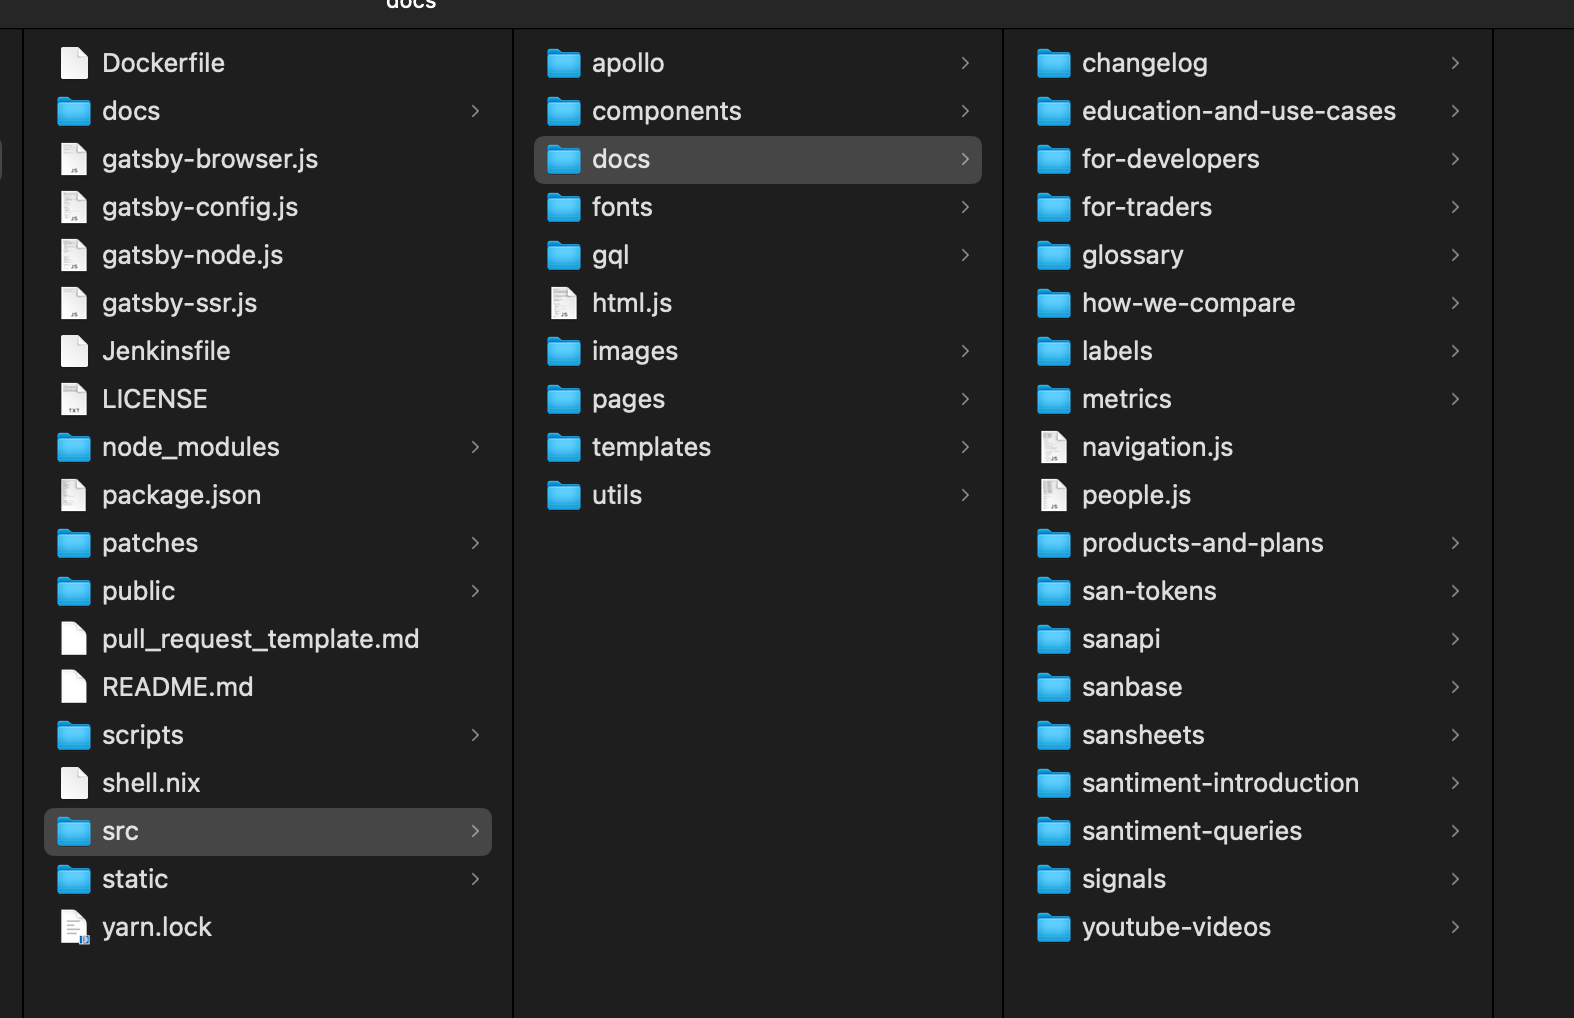 docs
Dockerfile
docs
gatsby-browser.js
gatsby-config.js
gatsby-node.js
gatsby-ssr.js
Jenkinsfile
LICENSE
node_modules
package.json
patches
public
pull_request_template.md
README.md
scripts
shell.nix
src
static
yarn.lock
apollo
components
docs
fonts
gql
html.js
images
pages
templates
utils
changelog
education-and-use-cases
for-developers
for-traders
glossary
how-we-compare
labels
metrics
navigation.js
people.js
products-and-plans
san-tokens
sanapi
sanbase
sansheets
santiment-introduction
santiment-queries
signals
youtube-videos